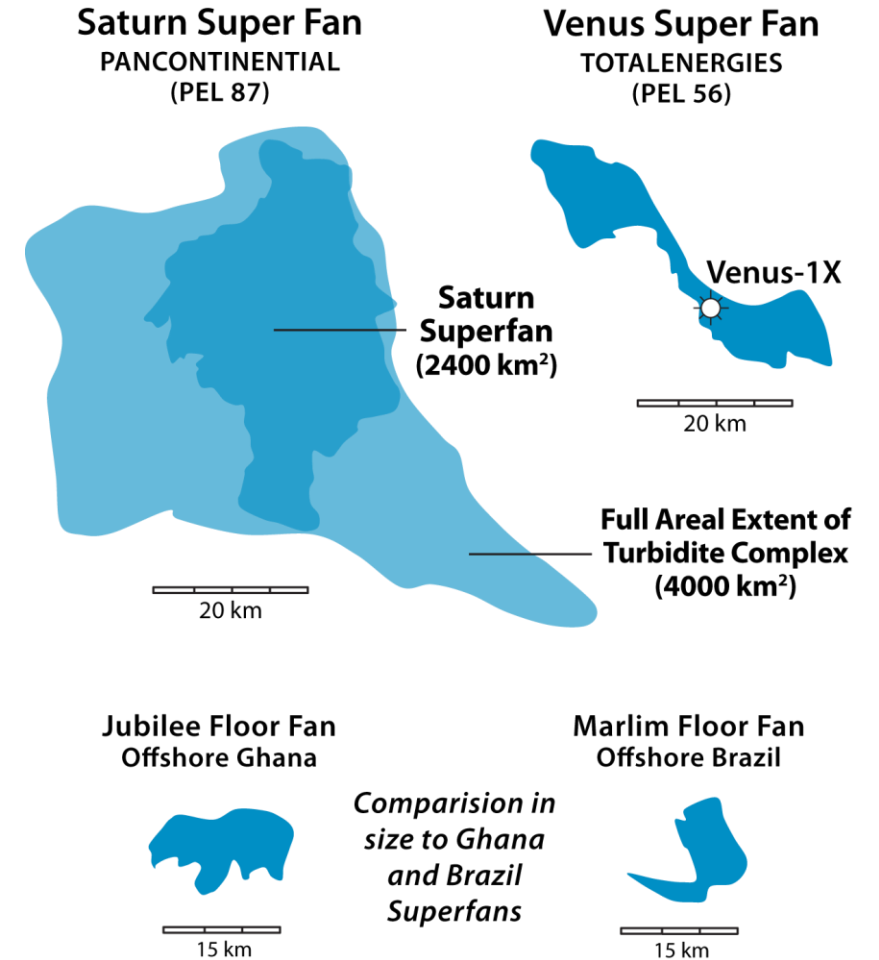 Saturn Super Fan
PANCONTINENTIAL
(PEL 87)
Venus Super Fan
TOTALENERGIES
(PEL 56)
Venus-1X
Saturn
Superfan
(2400 km²)
20 km
Full Areal Extent of
Turbidite Complex
(4000 km²)
20 km
Jubilee Floor Fan
Offshore Ghana
Marlim Floor Fan
Offshore Brazil
Comparision in
size to Ghana
and Brazil
Superfans
15 km
15 km